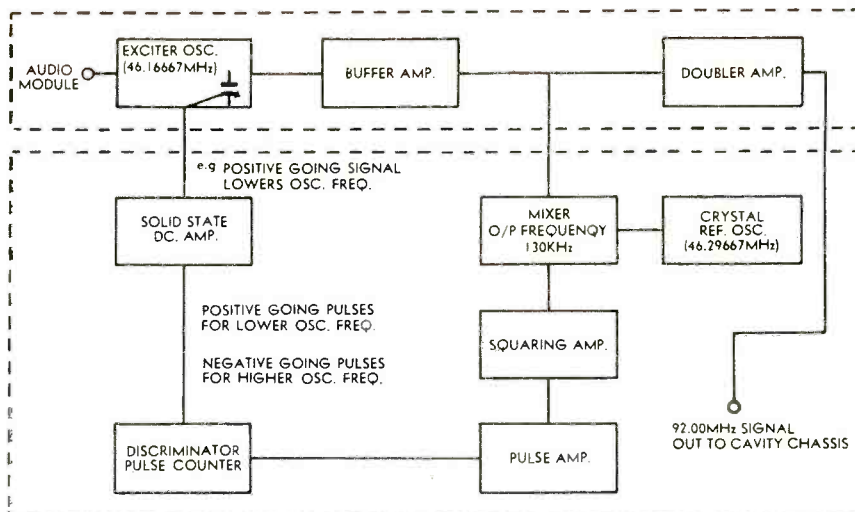 AUDIO
MODULE
EXCITER OSC.
(46.16667MHz)
BUFFER AMP.
DOUBLER AMP.
e.g POSITIVE GOING SIGNAL
LOWERS OSC. FREQ.
SOLID STATE
DC. AMP.
MIXER
O/P FREQUENQY
130KHz
CRYSTAL
REF. OSC.
(46.29667MHz)
POSITIVE GOING PULSES
FOR LOWER OSC. FREQ.
NEGATIVE GOING PULSES
FOR HIGHER OSC. FREQ.
SQUARING AMP.
DISCRIMINATOR
PULSE COUNTER
PULSE AMP.
92.00MHz SIGNAL
OUT TO CAVITY CHASSIS